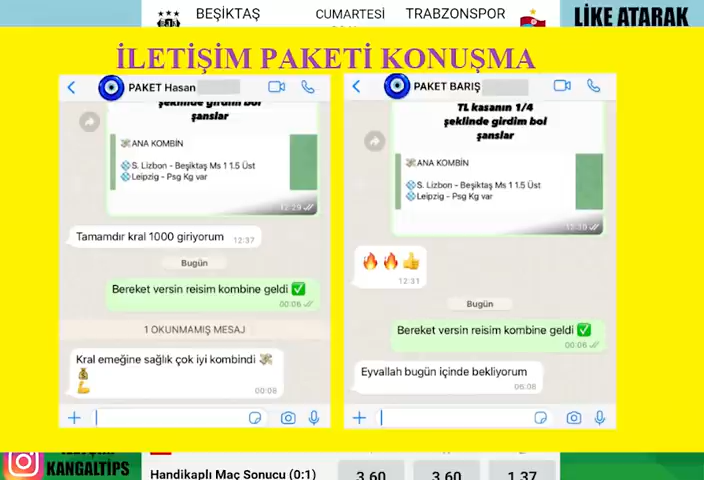 BEŞİKTAŞ
CUMARTESİ
TRABZONSPOR
LİKE ATARAK
İLETİŞİM PAKETİ KONUŞMA
PAKET Hasan
şeklinde girdim bol
şanslar
ANA KOMBİN
S. Lizbon - Beşiktaş Ms 1 1.5 Üst
Leipzig - Psg Kg var
12:29
Tamamdır kral 1000 giriyorum 12:37
Bugün
Bereket versin reisim kombine geldi ✅
00:06
1 OKUNMAMIŞ MESAJ
Kral emeğine sağlık çok iyi kombindi 💸
💰
💪
00:08
PAKET BARIŞ
TL kasanın 1/4
şeklinde girdim bol
şanslar
ANA KOMBİN
S. Lizbon - Beşiktaş Ms 1 1.5 Üst
Leipzig - Psg Kg var
🔥🔥👍
12:31
Bugün
Bereket versin reisim kombine geldi ✅
00:06
Eyvallah bugün içinde bekliyorum
06:08
KANGALTİPS
Handikaplı Maç Sonucu (0:1)
3.60
3.60
1.37